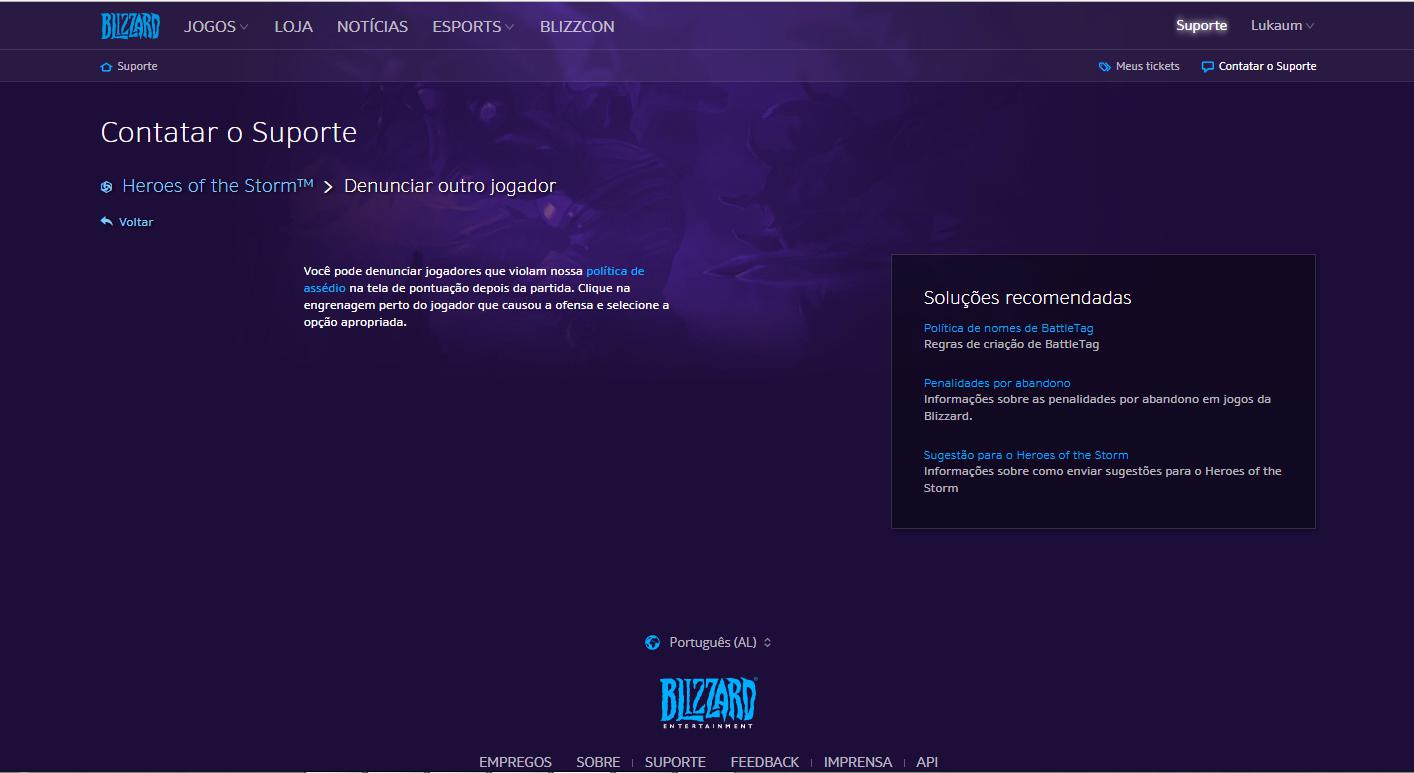 BLIZZARD JOGOS LOJA NOTÍCIAS ESPORTS BLIZZCON Suporte Lukaum
Suporte Meus tickets Contatar o Suporte
Contatar o Suporte
Heroes of the Storm™ > Denunciar outro jogador
Voltar
Você pode denunciar jogadores que violam nossa política de
assédio na tela de pontuação depois da partida. Clique na
engrenagem perto do jogador que causou a ofensa e selecione a
opção apropriada.
Soluções recomendadas
Política de nomes de BattleTag
Regras de criação de BattleTag
Penalidades por abandono
Informações sobre as penalidades por abandono em jogos da
Blizzard.
Sugestão para o Heroes of the Storm
Informações sobre como enviar sugestões para o Heroes of the
Storm
Português (AL)
BLIZZARD
ENTERTAINMENT
EMPREGOS SOBRE | SUPORTE FEEDBACK | IMPRENSA | API